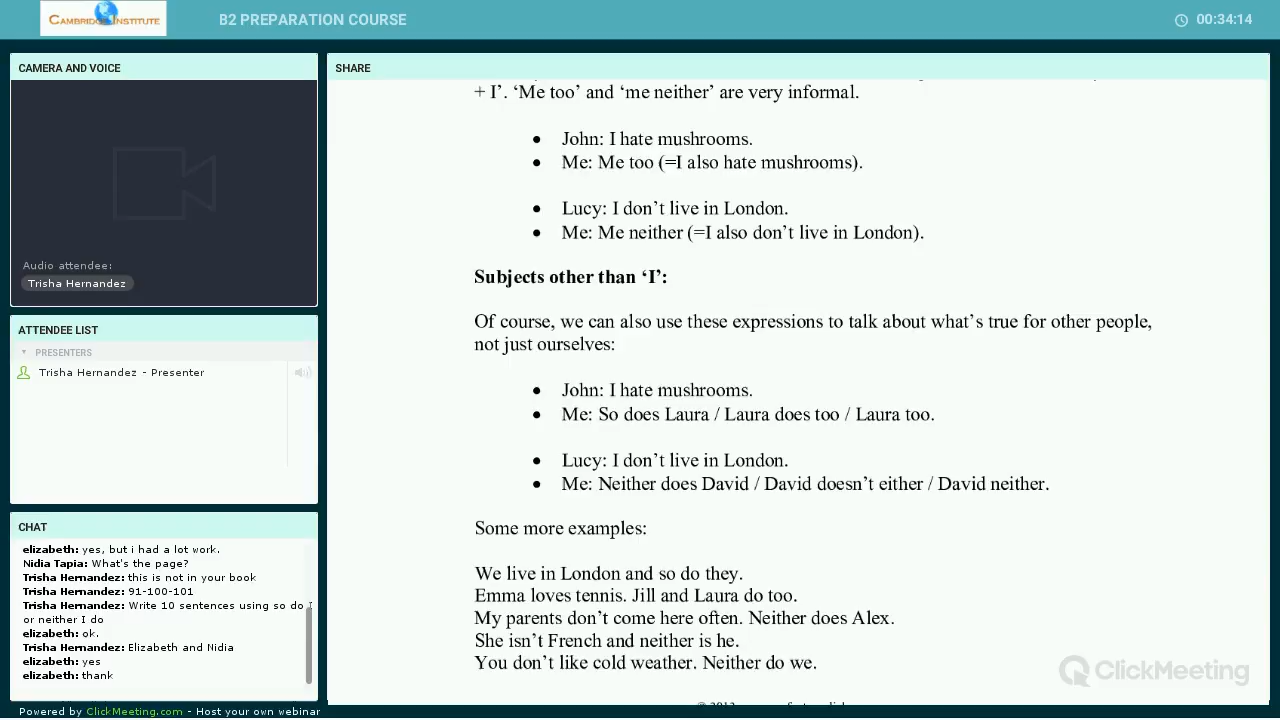 CAMBRIDGE INSTITUTE
B2 PREPARATION COURSE
00:34:14
CAMERA AND VOICE
Audio attendee:
Trisha Hernandez
ATTENDEE LIST
PRESENTERS
Trisha Hernandez - Presenter
CHAT
elizabeth: yes, but i had a lot work.
Nidia Tapia: What's the page?
Trisha Hernandez: this is not in your book
Trisha Hernandez: 91-100-101
Trisha Hernandez: Write 10 sentences using so do I
or neither I do
elizabeth: ok.
Trisha Hernandez: Elizabeth and Nidia
elizabeth: yes
elizabeth: thank
Powered by ClickMeeting.com - Host your own webinar
SHARE
+ I’. ‘Me too’ and ‘me neither’ are very informal.
• John: I hate mushrooms.
• Me: Me too (=I also hate mushrooms).
• Lucy: I don’t live in London.
• Me: Me neither (=I also don’t live in London).
Subjects other than ‘I’:
Of course, we can also use these expressions to talk about what’s true for other people,
not just ourselves:
• John: I hate mushrooms.
• Me: So does Laura / Laura does too / Laura too.
• Lucy: I don’t live in London.
• Me: Neither does David / David doesn’t either / David neither.
Some more examples:
We live in London and so do they.
Emma loves tennis. Jill and Laura do too.
My parents don’t come here often. Neither does Alex.
She isn’t French and neither is he.
You don’t like cold weather. Neither do we.
ClickMeeting